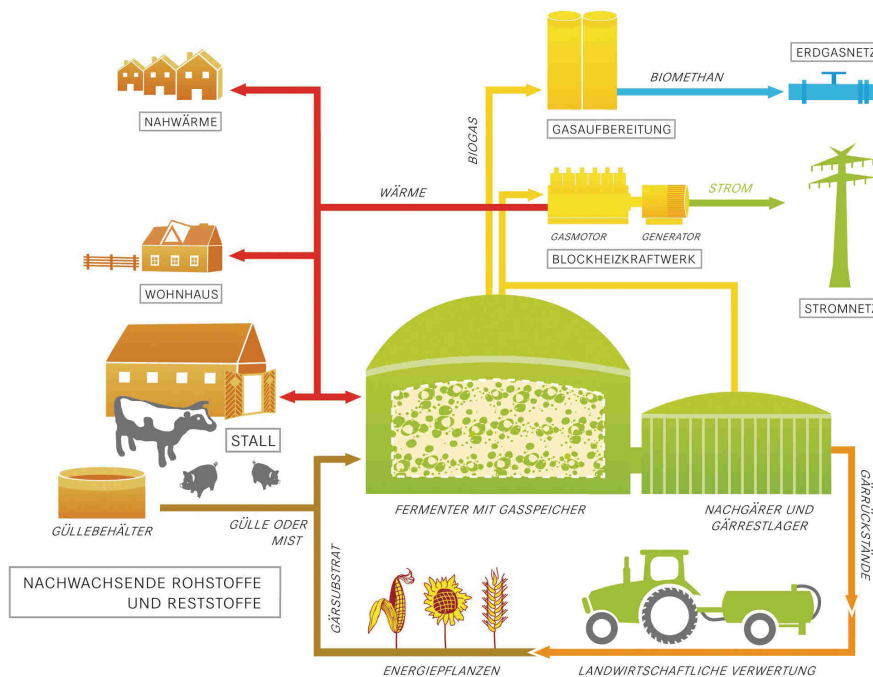 ERDGASNETZ
BIOMETHAN
NAHWÄRME
GASAUFBEREITUNG
BIOGAS
WÄRME
STROM
GASMOTOR
GENERATOR
BLOCKHEIZKRAFTWERK
WOHNHAUS
STROMNETZ
STALL
FERMENTER MIT GASSPEICHER
NACHGÄRER UND
GÄRRESTLAGER
GÄRRÜCKSTÄNDE
GÜLLEBEHÄLTER
GÜLLE ODER
MIST
NACHWACHSENDE ROHSTOFFE
UND RESTSTOFFE
GÄRSUBSTRAT
ENERGIEPFLANZEN
LANDWIRTSCHAFTLICHE VERWERTUNG